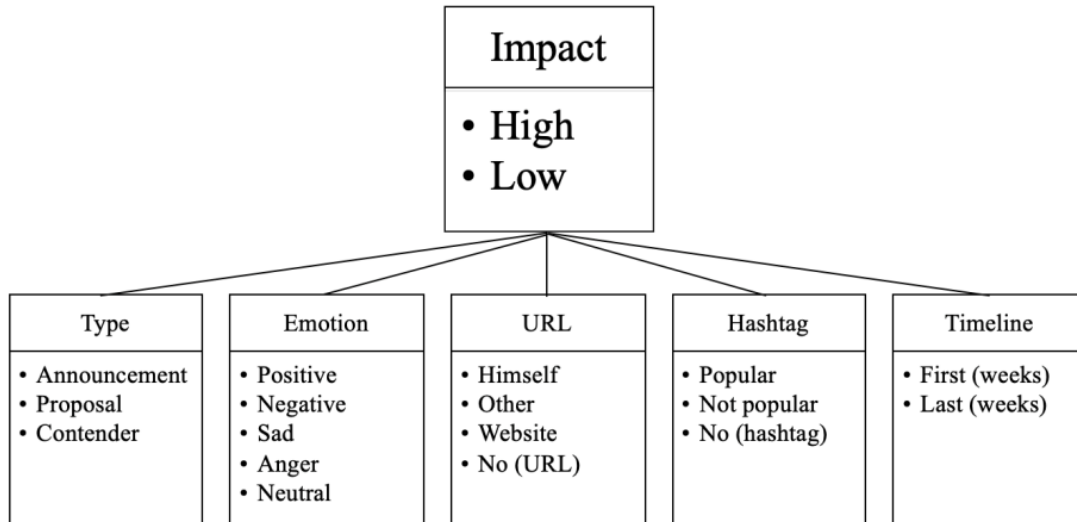 Impact
• High
• Low
Type
• Announcement
• Proposal
• Contender
Emotion
• Positive
• Negative
• Sad
• Anger
• Neutral
URL
• Himself
• Other
• Website
• No (URL)
Hashtag
• Popular
• Not popular
• No (hashtag)
Timeline
• First (weeks)
• Last (weeks)